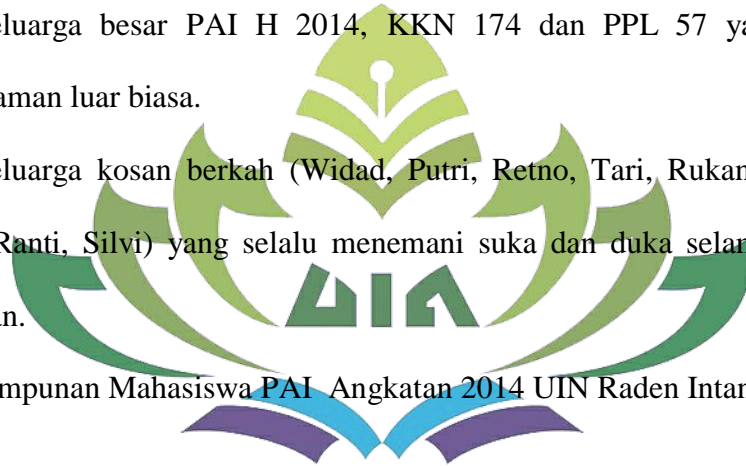 eluarga besar PAI H 2014, KKN 174 dan PPL 57 ya
aman luar biasa.
eluarga kosan berkah (Widad, Putri, Retno, Tari, Rukan
Ranti, Silvi) yang selalu menemani suka dan duka selan
an.
impunan Mahasiswa PAI Angkatan 2014 UIN Raden Intan
UIN